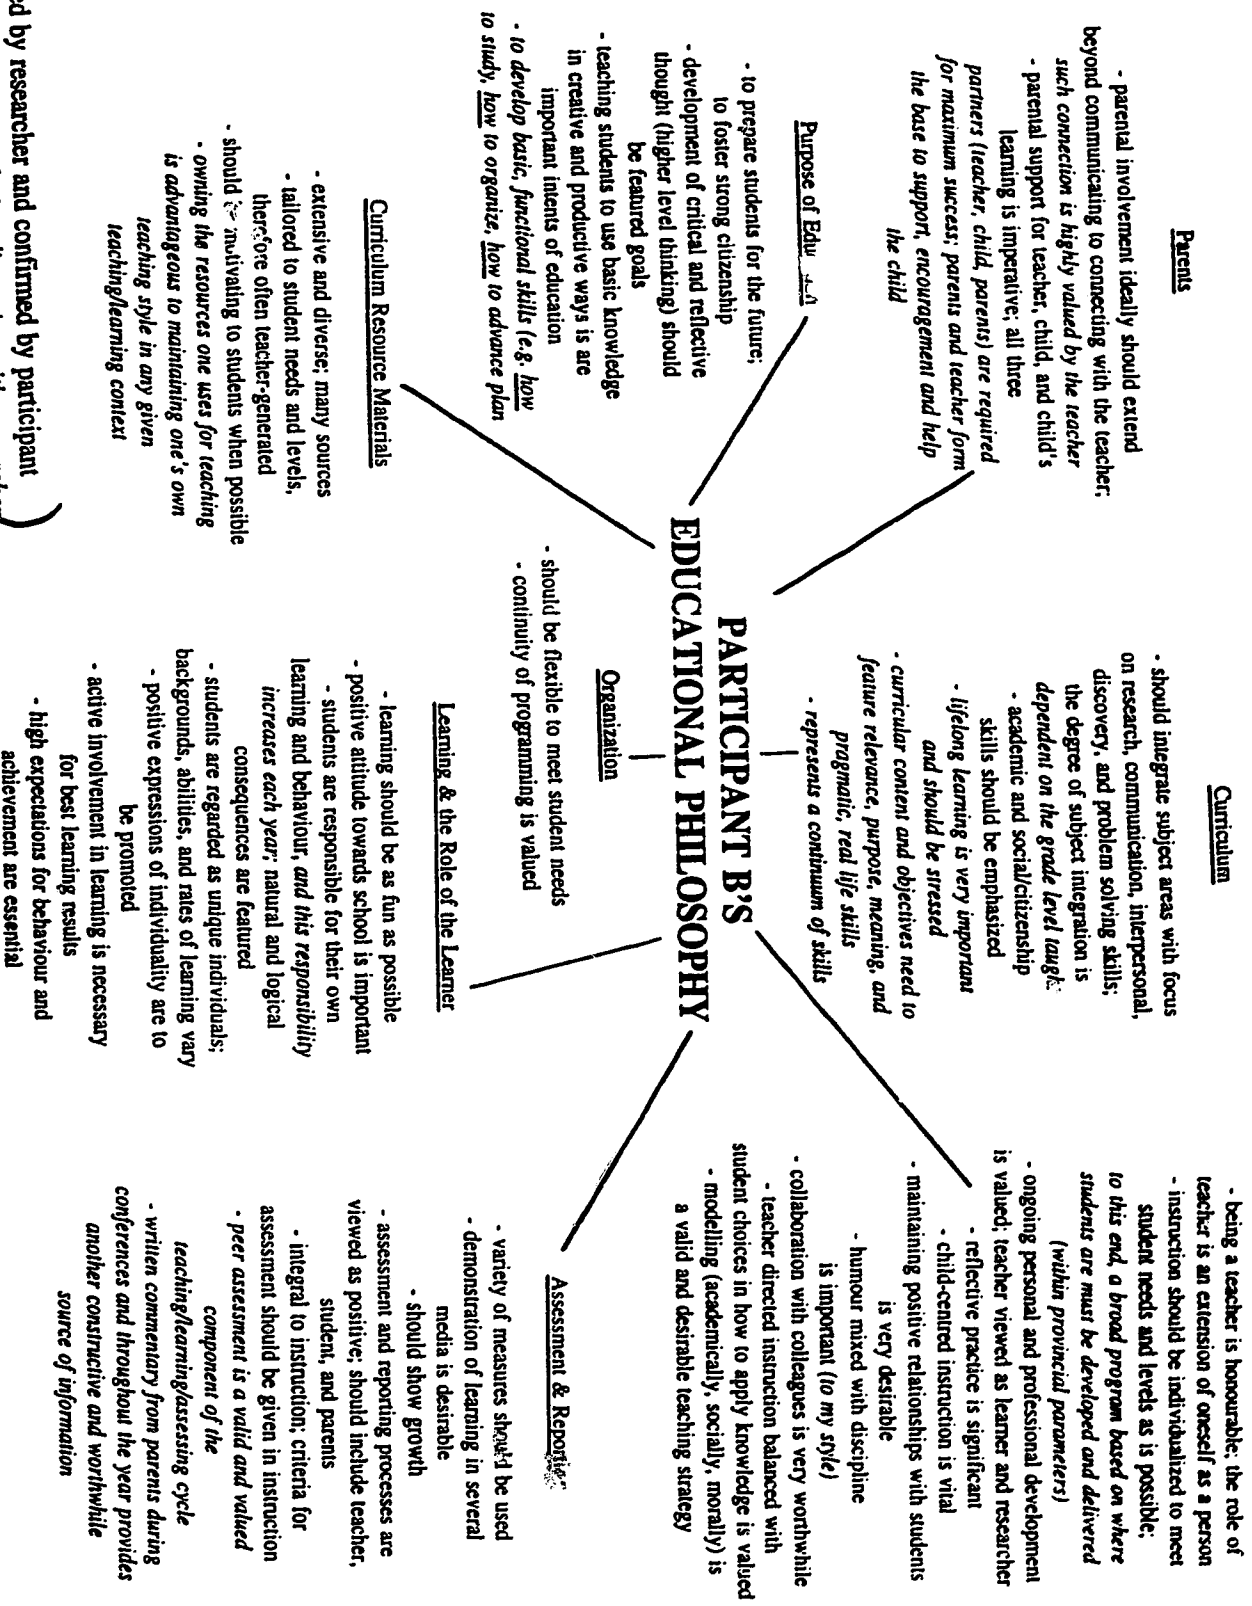 Parents
- parental involvement ideally should extend
beyond communicating to connecting with the teacher;
such connection is highly valued by the teacher
- parental support for teacher, child, and child's
learning is imperative; all three
partners (teacher, child, parents) are required
for maximum success; parents and teacher form
the base to support, encouragement and help
the child
Curriculum
- should integrate subject areas with focus
on research, communication, interpersonal,
discovery, and problem solving skills;
the degree of subject integration is
dependent on the grade level taught
- academic and social/citizenship
skills should be emphasized
- lifelong learning is very important
and should be stressed
- curricular content and objectives need to
feature relevance, purpose, meaning, and
pragmatic, real life skills
- represents a continuum of skills
- being a teacher is honourable; the role of
teacher is an extension of oneself as a person
- instruction should be individualized to meet
student needs and levels as is possible;
to this end, a broad program based on where
students are must be developed and delivered
(within provincial parameters)
- ongoing personal and professional development
is valued; teacher viewed as learner and researcher
- reflective practice is significant
- child-centred instruction is vital
- maintaining positive relationships with students
is very desirable
- humour mixed with discipline
is important (to my style)
- collaboration with colleagues is very worthwhile
- teacher directed instruction balanced with
student choices in how to apply knowledge is valued
- modelling (academically, socially, morally) is
a valid and desirable teaching strategy
Purpose of
- to prepare students for the future;
to foster strong citizenship
- development of critical and reflective
thought (higher level thinking) should
be featured goals
- teaching students to use basic knowledge
in creative and productive ways is are
important intents of education
- to develop basic, functional skills (e.g. how
to study, how to organize, how to advance plan
PARTICIPANT B'S
EDUCATIONAL PHILOSOPHY
Organization
- should be flexible to meet student needs
- continuity of programming is valued
Assessment & Reporting
- variety of measures should be used
- demonstration of learning in several
media is desirable
- should show growth
- assessment and reporting processes are
viewed as positive; should include teacher,
student, and parents
- integral to instruction; criteria for
assessment should be given in instruction
- peer assessment is a valid and valued
component of the
teaching/learning/assessing cycle
- written commentary from parents during
conferences and throughout the year provides
another constructive and worthwhile
source of information
Curriculum Resource Materials
- extensive and diverse; many sources
- tailored to student needs and levels,
therefore often teacher-generated
- should be motivating to students when possible
- owning the resources one uses for teaching
is advantageous to maintaining one's own
teaching style in any given
teaching/learning context
Learning & the Role of the Learner
- learning should be as fun as possible
- positive attitude towards school is important
- students are responsible for their own
learning and behaviour, and this responsibility
increases each year; natural and logical
consequences are featured
- students are regarded as unique individuals;
backgrounds, abilities, and rates of learning vary
- positive expressions of individuality are to
be promoted
- active involvement in learning is necessary
for best learning results
- high expectations for behaviour and
achievement are essential
by researcher and confirmed by participant